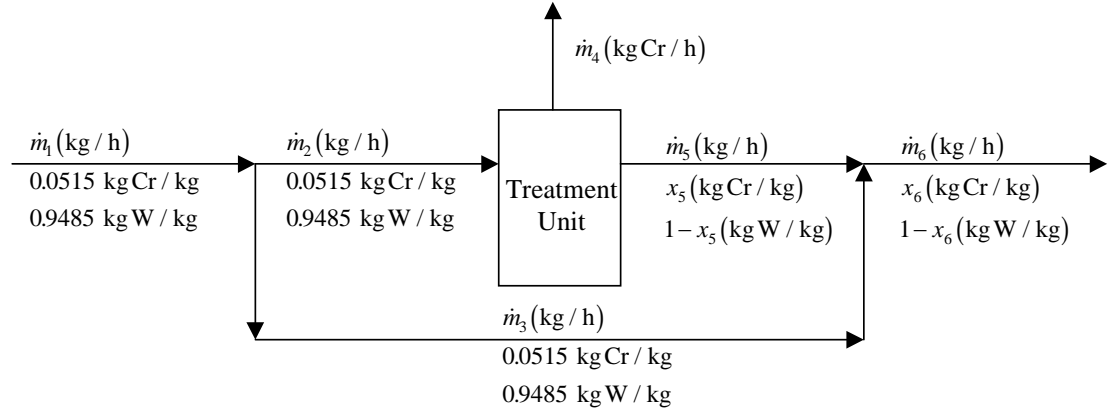 ṁ₄(kg Cr / h)
ṁ₁(kg / h)
0.0515 kg Cr / kg
0.9485 kg W / kg
ṁ₂(kg / h)
0.0515 kg Cr / kg
0.9485 kg W / kg
Treatment
Unit
ṁ₅(kg / h)
x₅(kg Cr / kg)
1 − x₅(kg W / kg)
ṁ₆(kg / h)
x₆(kg Cr / kg)
1 − x₆(kg W / kg)
ṁ₃(kg / h)
0.0515 kg Cr / kg
0.9485 kg W / kg